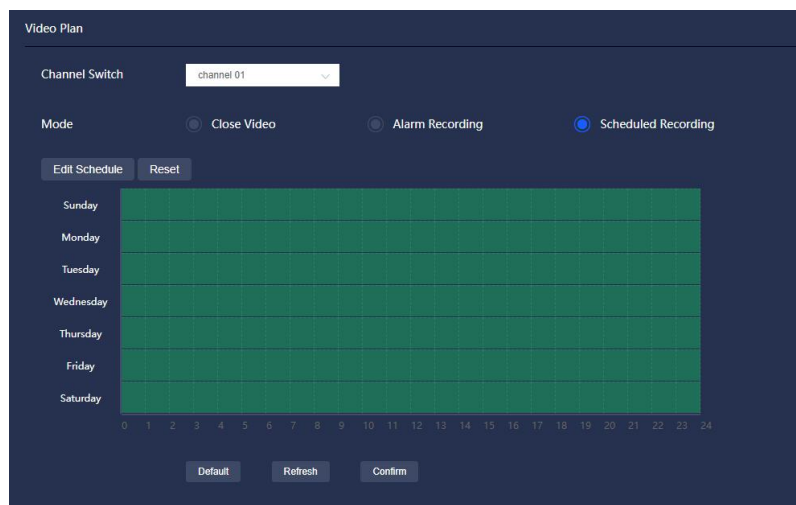 Video Plan
Channel Switch channel 01
Mode Close Video Alarm Recording Scheduled Recording
Edit Schedule Reset
Sunday
Monday
Tuesday
Wednesday
Thursday
Friday
Saturday
0 1 2 3 4 5 6 7 8 9 10 11 12 13 14 15 16 17 18 19 20 21 22 23 24
Default Refresh Confirm